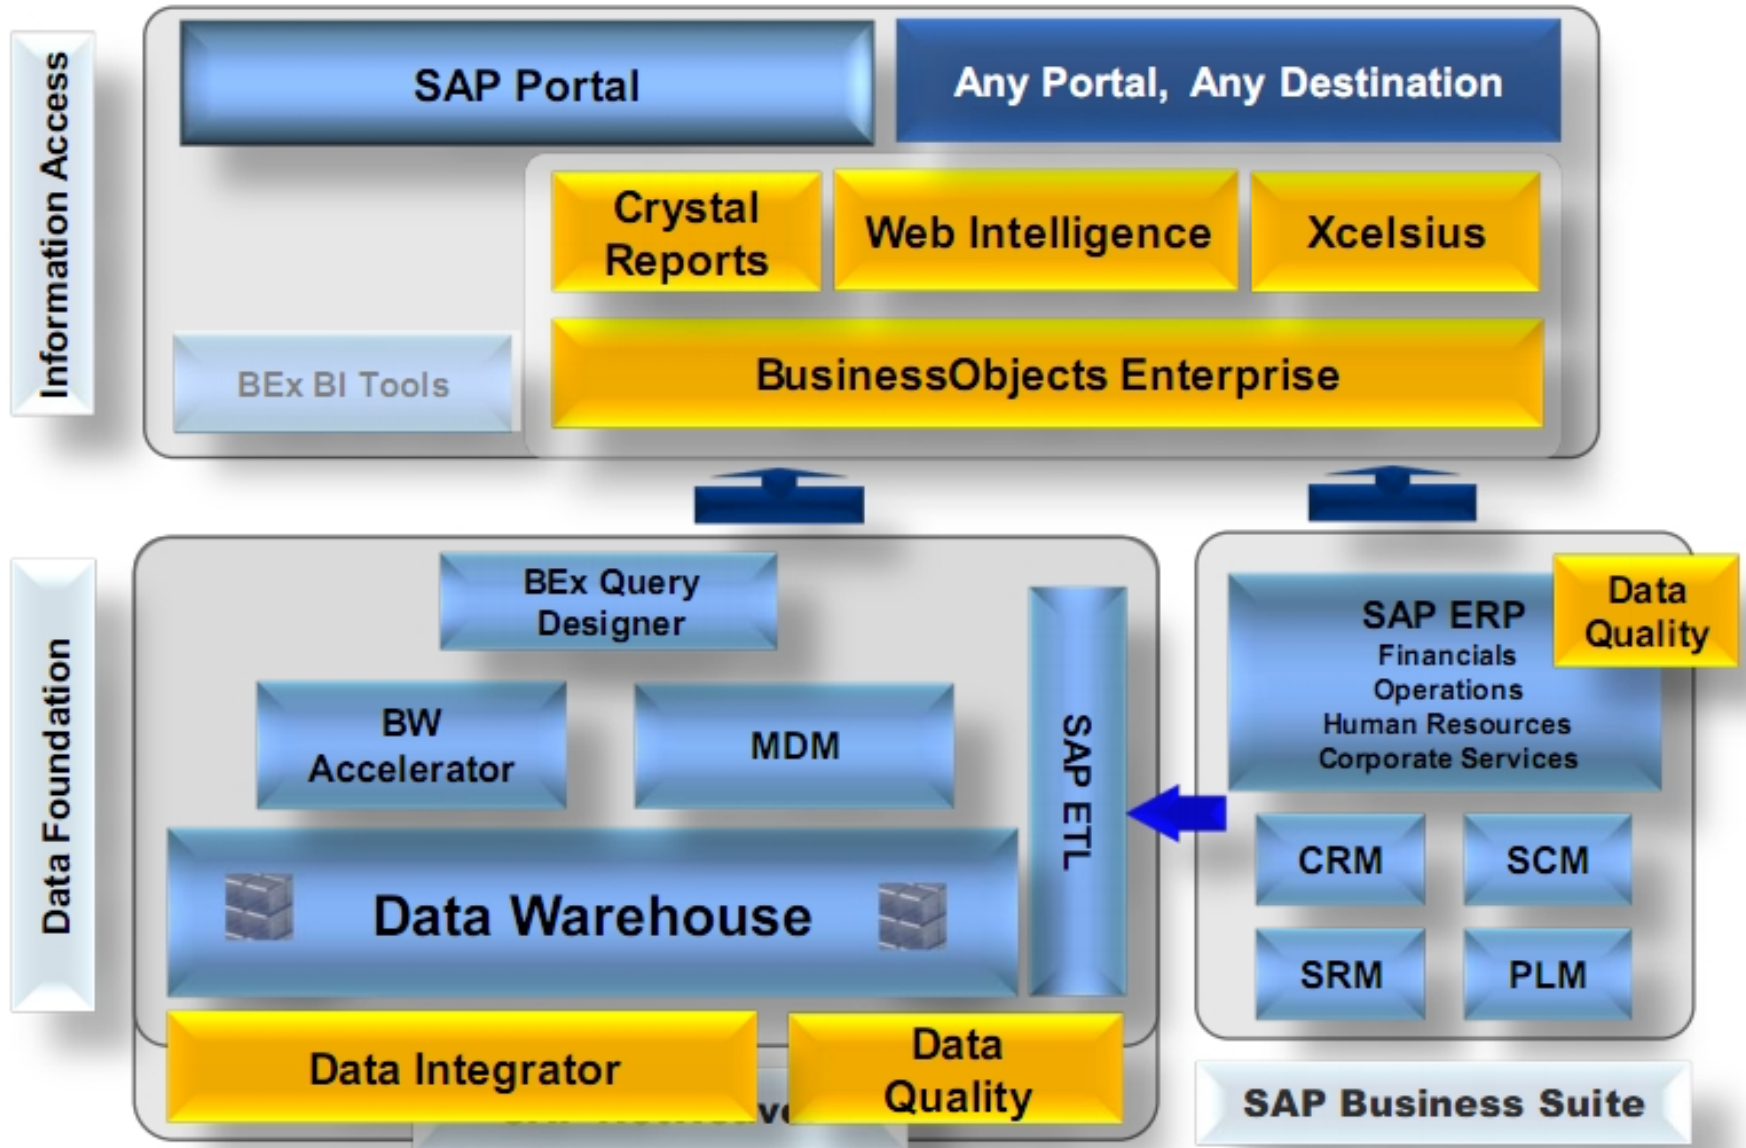 Information Access
SAP Portal
Any Portal, Any Destination
Crystal
Reports
Web Intelligence
Xcelsius
BEx BI Tools
BusinessObjects Enterprise
Data Foundation
BEx Query
Designer
BW
Accelerator
MDM
SAP ETL
Data Warehouse
Data Integrator
Data
Quality
SAP ERP
Financials
Operations
Human Resources
Corporate Services
Data
Quality
CRM
SCM
SRM
PLM
SAP Business Suite